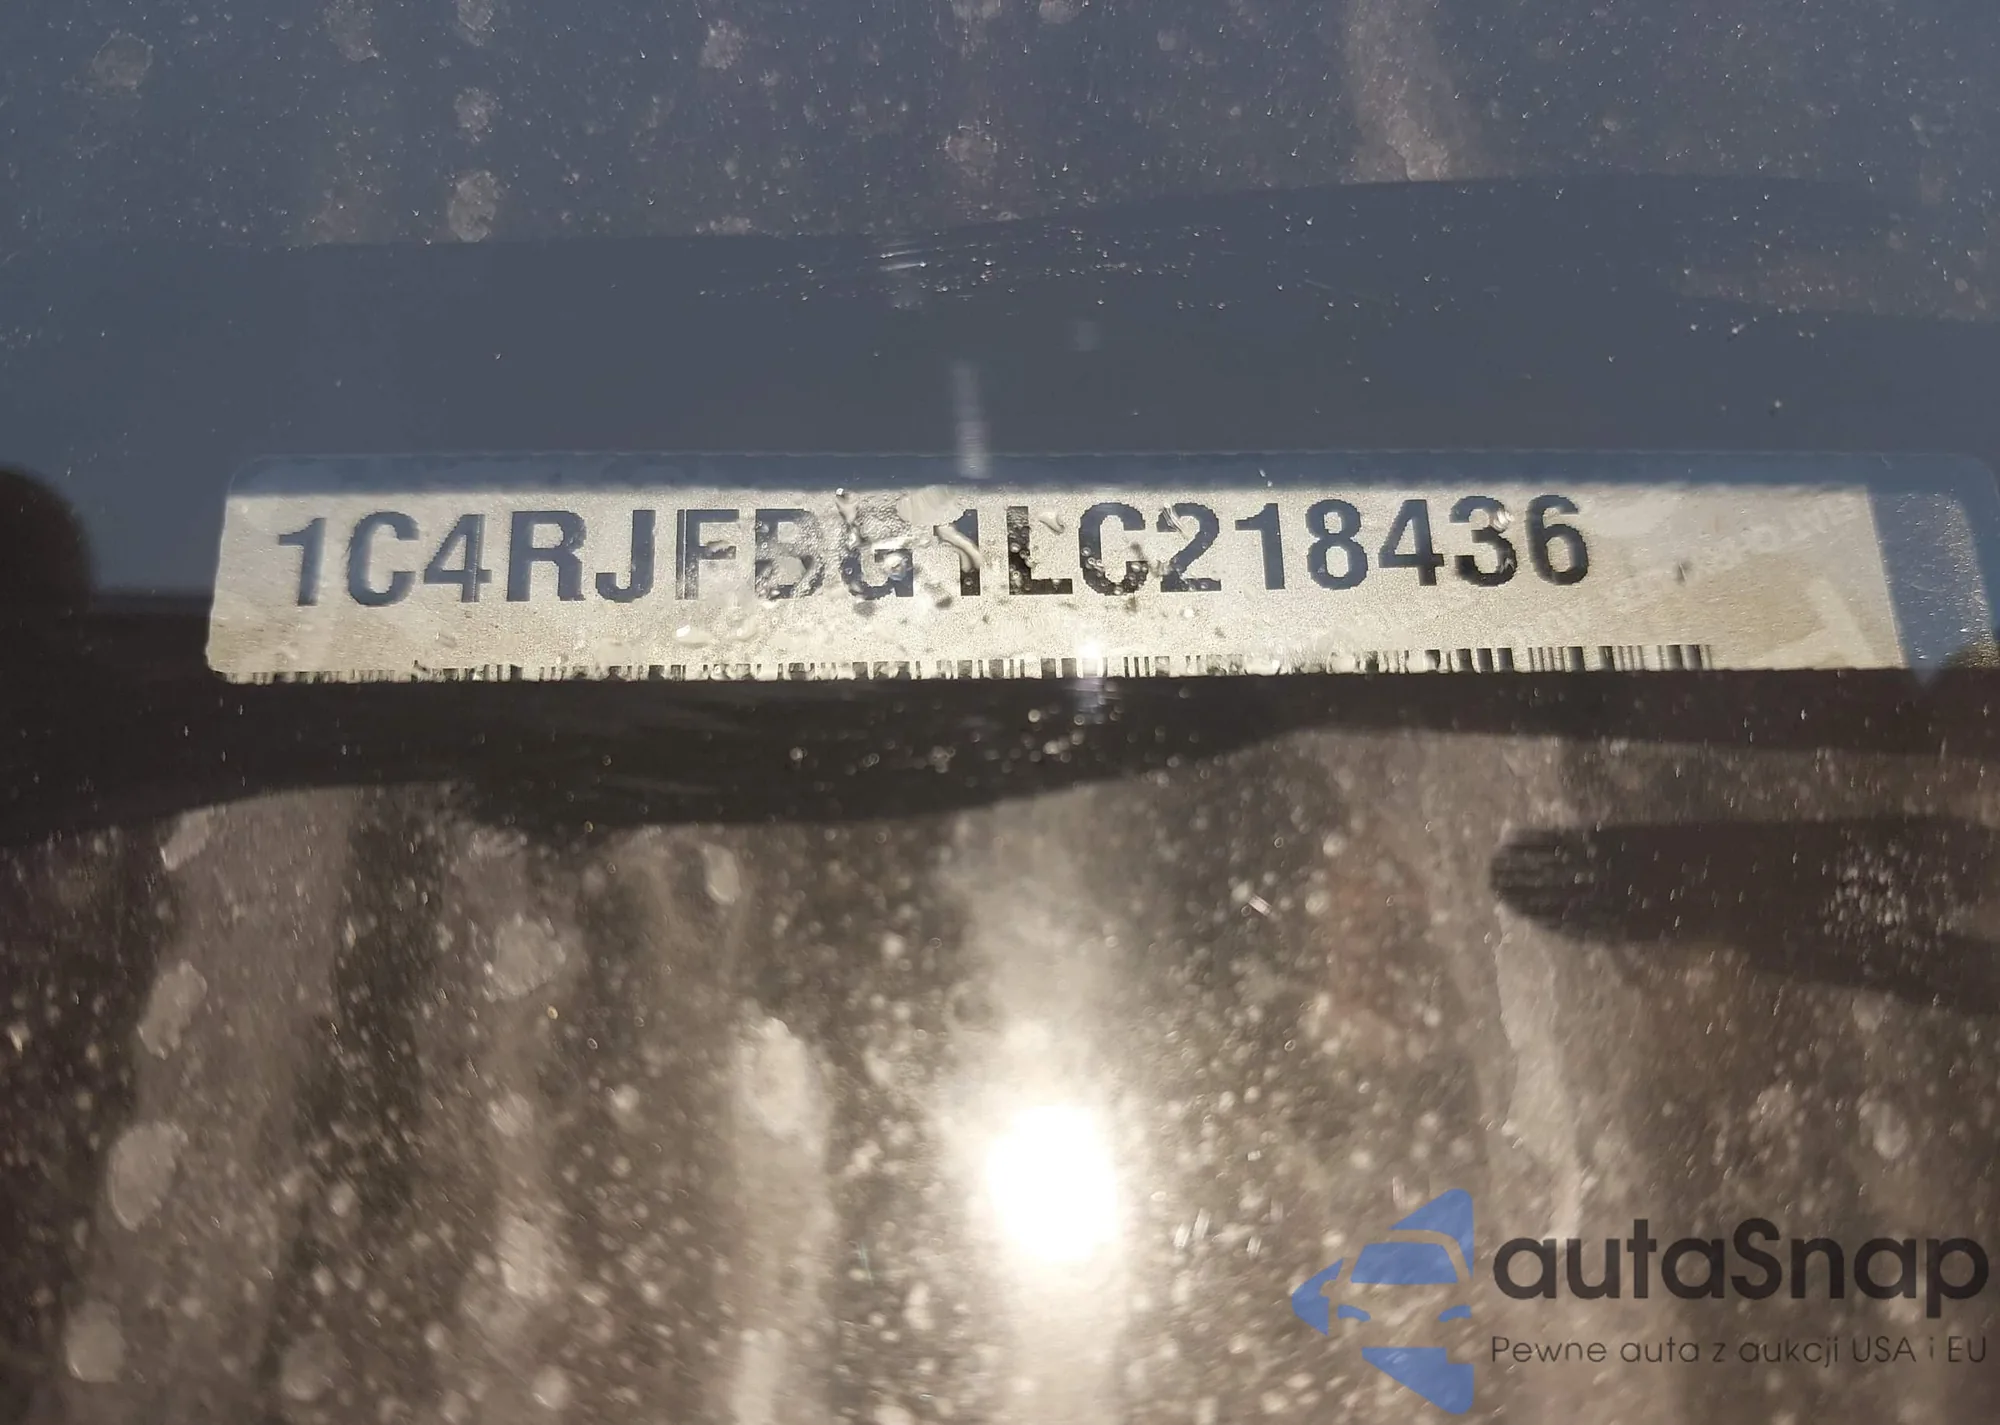 1C4RJFBG1LC218436
autaSnap
Pewne auta z aukcji USA i EU